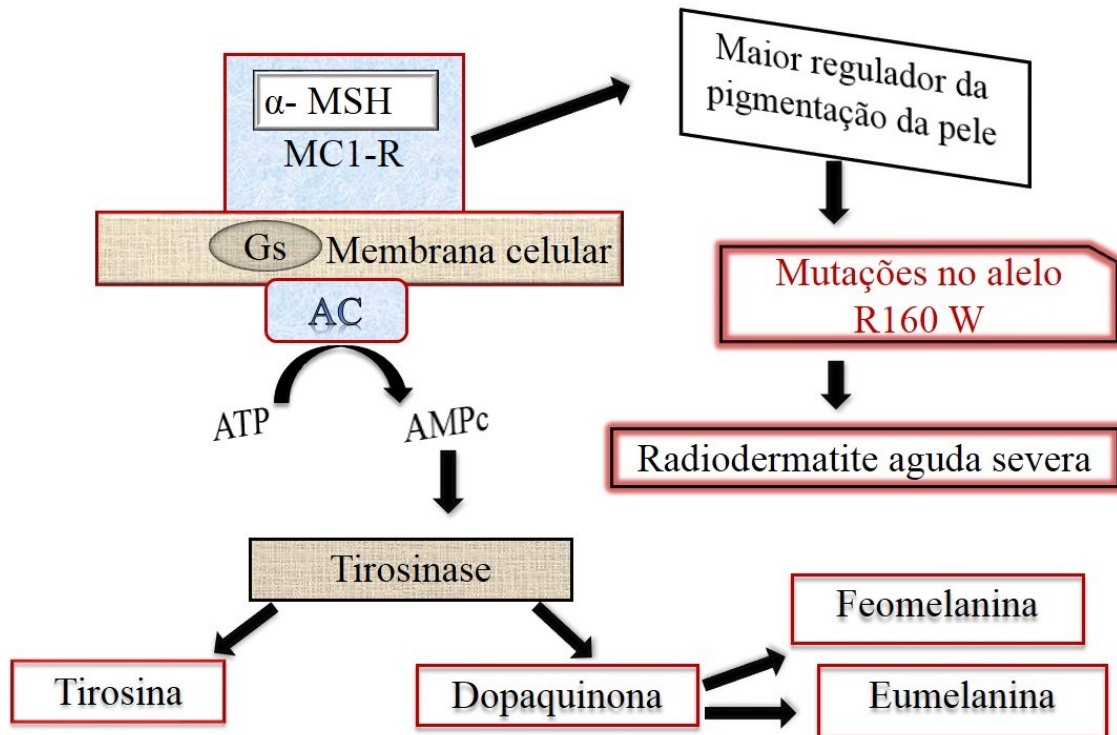 α- MSH
MC1-R
Maior regulador da
pigmentação da pele
Gs
Membrana celular
AC
Mutações no alelo
R160 W
ATP
AMPc
Radiodermatite aguda severa
Tirosinase
Feomelanina
Tirosina
Dopaquinona
Eumelanina